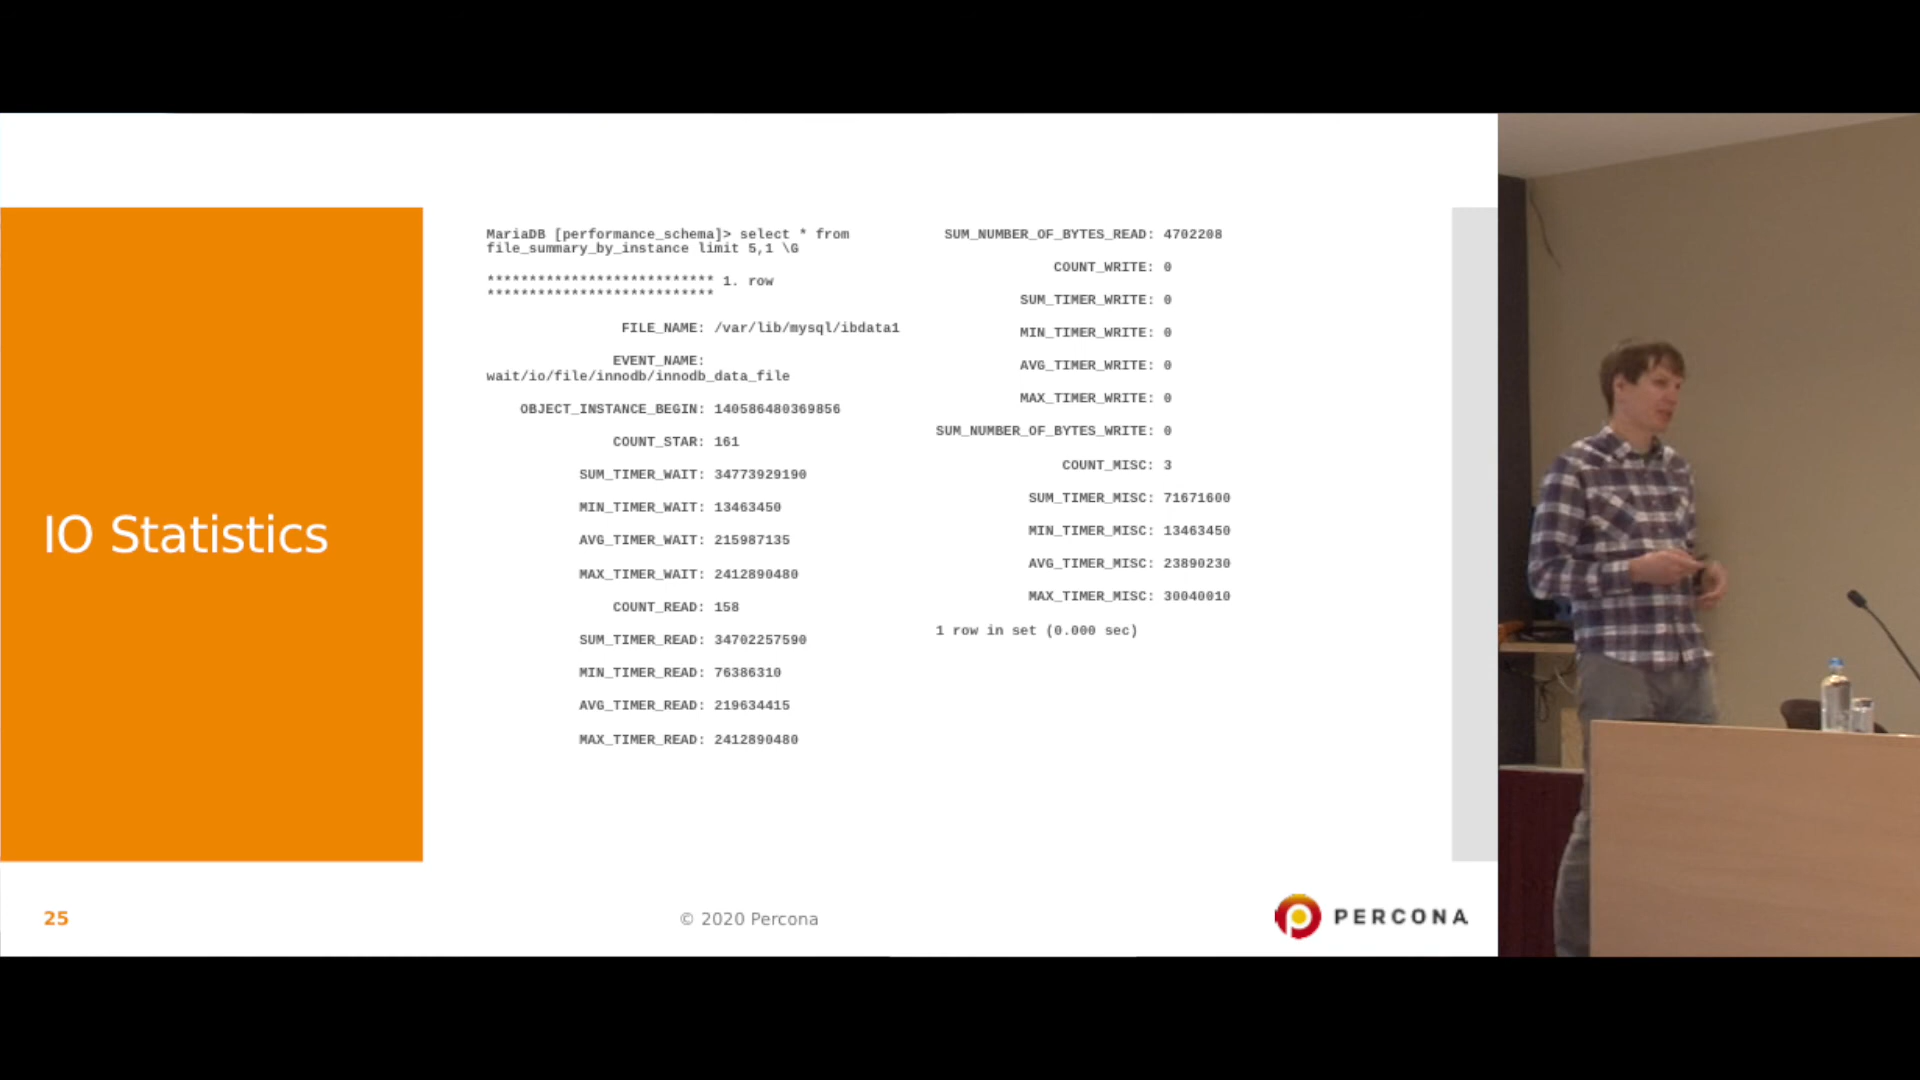 IO Statistics
MariaDB [performance_schema]> select * from
file_summary_by_instance limit 5,1 \G
*************************** 1. row
***************************
FILE_NAME: /var/lib/mysql/ibdata1
EVENT_NAME:
wait/io/file/innodb/innodb_data_file
OBJECT_INSTANCE_BEGIN: 140586480369856
COUNT_STAR: 161
SUM_TIMER_WAIT: 34773929190
MIN_TIMER_WAIT: 13463450
AVG_TIMER_WAIT: 215987135
MAX_TIMER_WAIT: 2412890480
COUNT_READ: 158
SUM_TIMER_READ: 34702257590
MIN_TIMER_READ: 76386310
AVG_TIMER_READ: 219634415
MAX_TIMER_READ: 2412890480
SUM_NUMBER_OF_BYTES_READ: 4702208
COUNT_WRITE: 0
SUM_TIMER_WRITE: 0
MIN_TIMER_WRITE: 0
AVG_TIMER_WRITE: 0
MAX_TIMER_WRITE: 0
SUM_NUMBER_OF_BYTES_WRITE: 0
COUNT_MISC: 3
SUM_TIMER_MISC: 71671600
MIN_TIMER_MISC: 13463450
AVG_TIMER_MISC: 23890230
MAX_TIMER_MISC: 30040010
1 row in set (0.000 sec)
25
© 2020 Percona
PERCONA